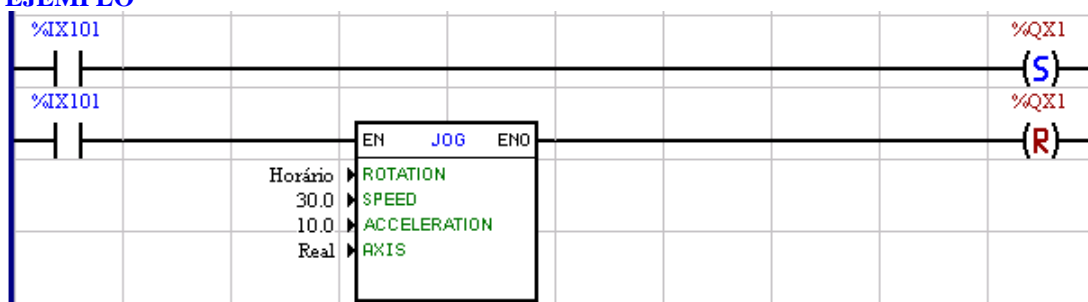 EJEMPLO
%IX101 %QX1
(S)
%IX101 %QX1
EN JOG ENO (R)
Horário ROTATION
30.0 SPEED
10.0 ACCELERATION
Real AXIS